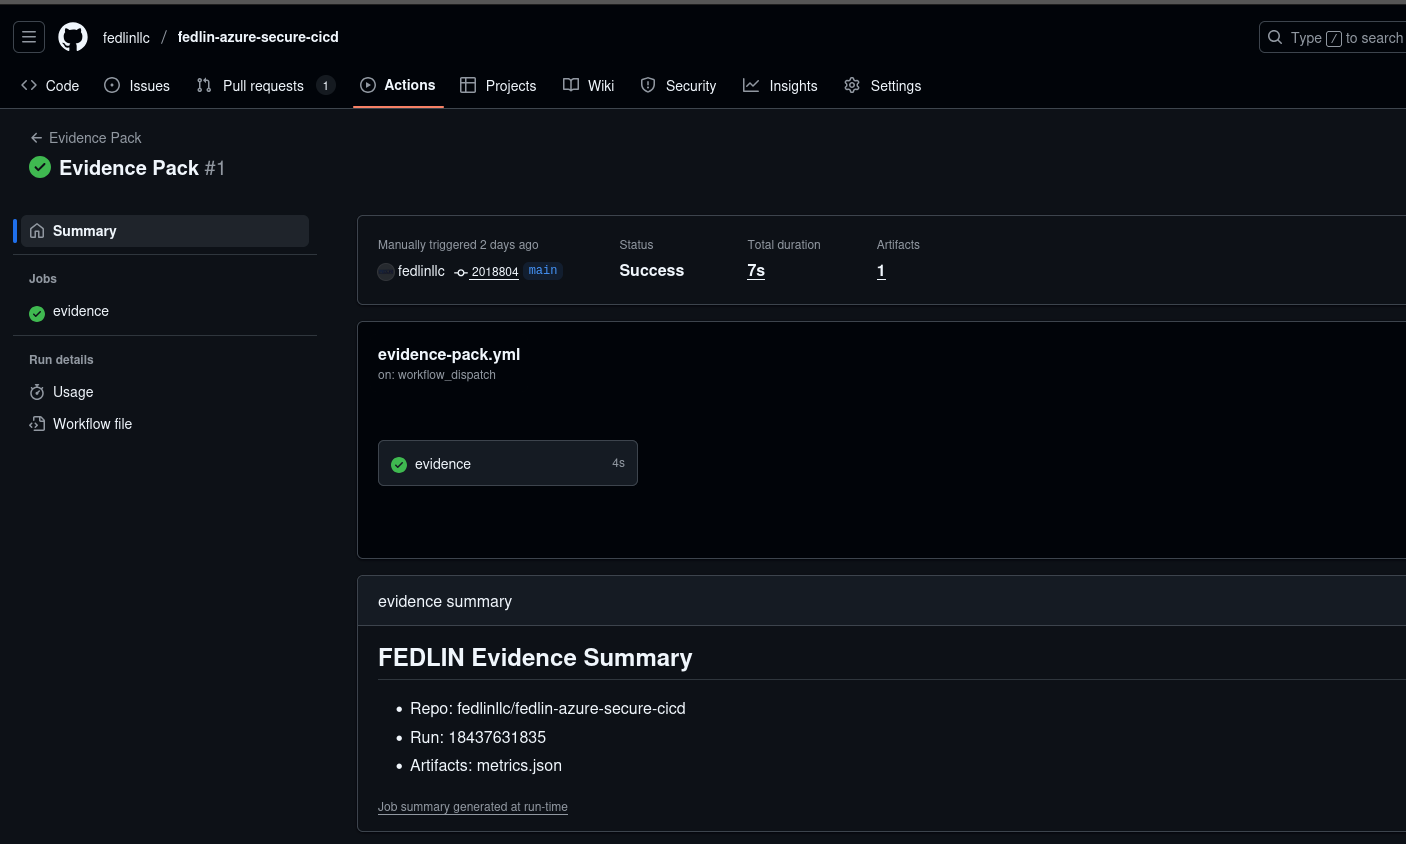 fedlinllc / fedlin-azure-secure-cicd
Type / to search
Code Issues Pull requests 1 Actions Projects Wiki Security Insights Settings
Evidence Pack
Evidence Pack #1
Summary
Jobs
evidence
Run details
Usage
Workflow file
Manually triggered 2 days ago
fedlinllc 2018804 main
Status
Success
Total duration
7s
Artifacts
1
evidence-pack.yml
on: workflow_dispatch
evidence 4s
evidence summary
FEDLIN Evidence Summary
• Repo: fedlinllc/fedlin-azure-secure-cicd
• Run: 18437631835
• Artifacts: metrics.json
Job summary generated at run-time